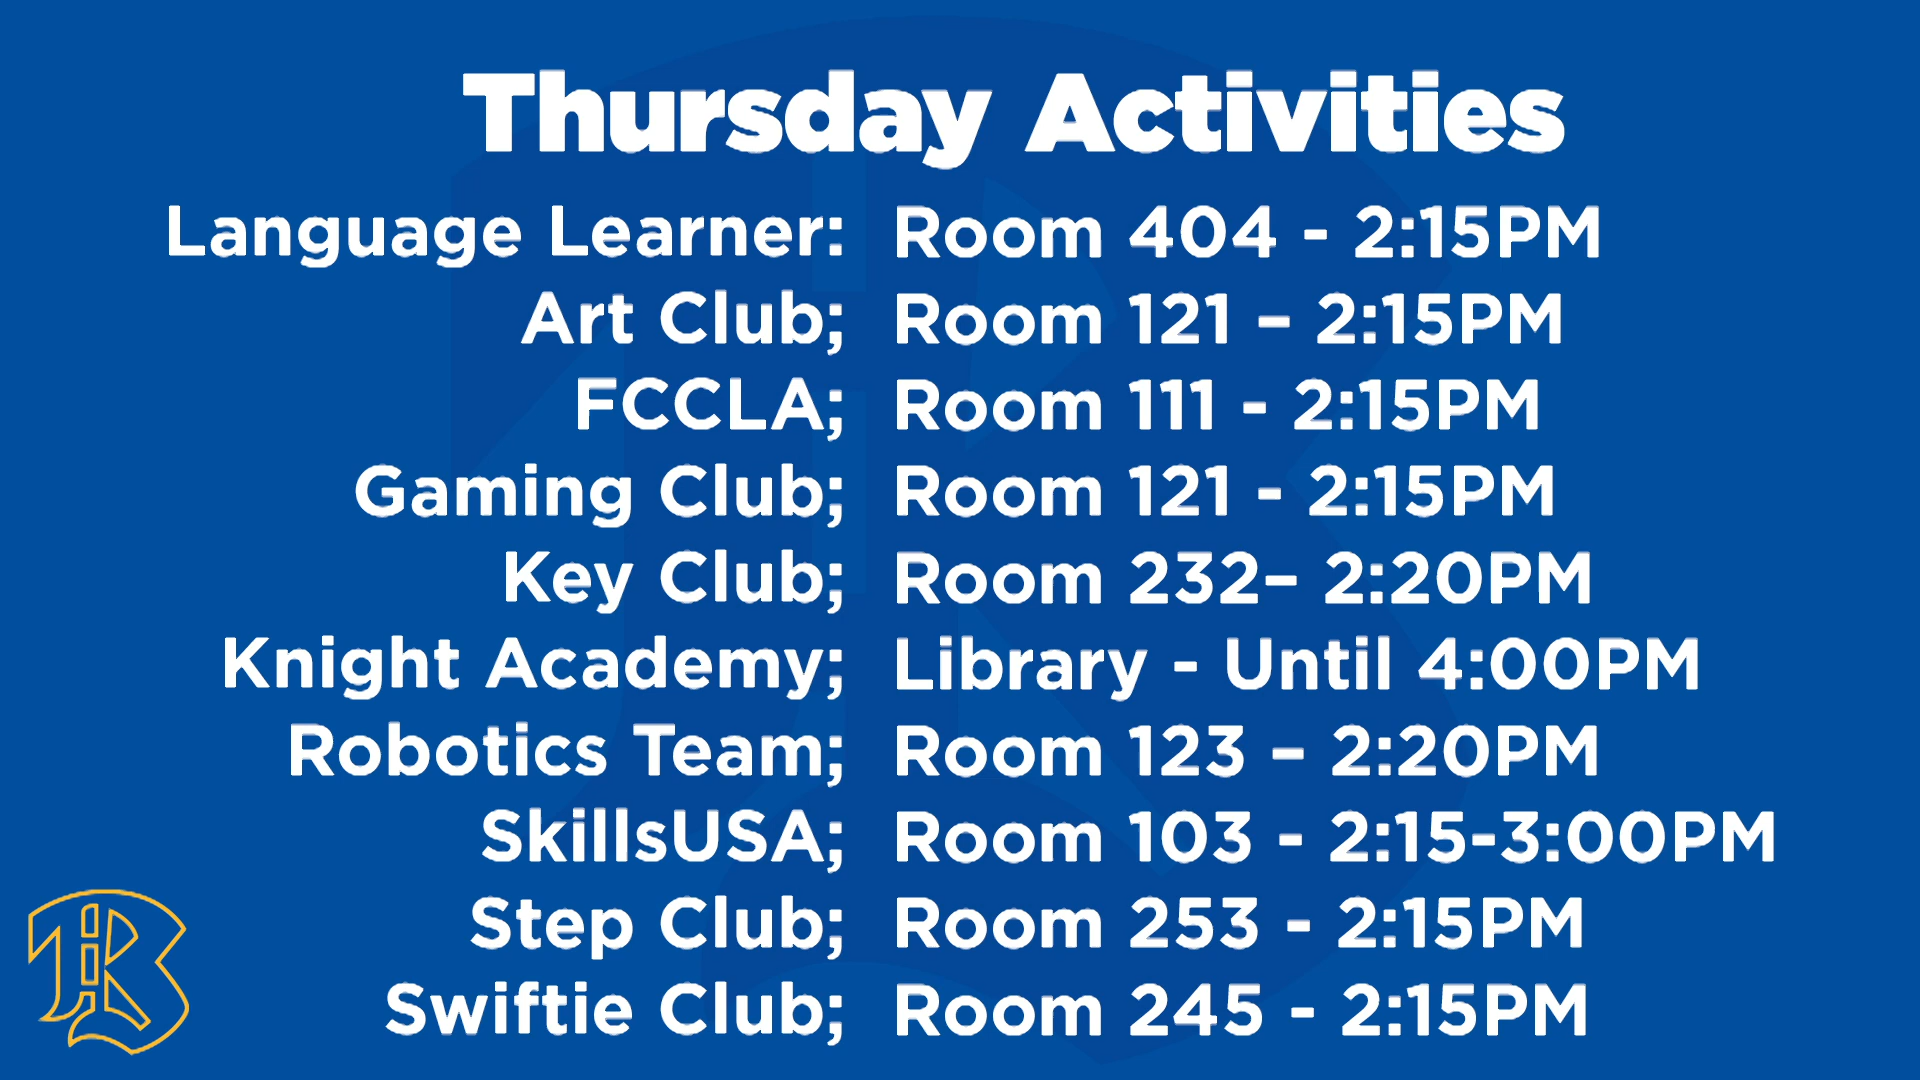 Thursday Activities
Language Learner: Room 404 - 2:15PM
Art Club; Room 121 – 2:15PM
FCCLA; Room 111 - 2:15PM
Gaming Club; Room 121 - 2:15PM
Key Club; Room 232– 2:20PM
Knight Academy; Library - Until 4:00PM
Robotics Team; Room 123 – 2:20PM
SkillsUSA; Room 103 - 2:15-3:00PM
Step Club; Room 253 - 2:15PM
Swiftie Club; Room 245 - 2:15PM